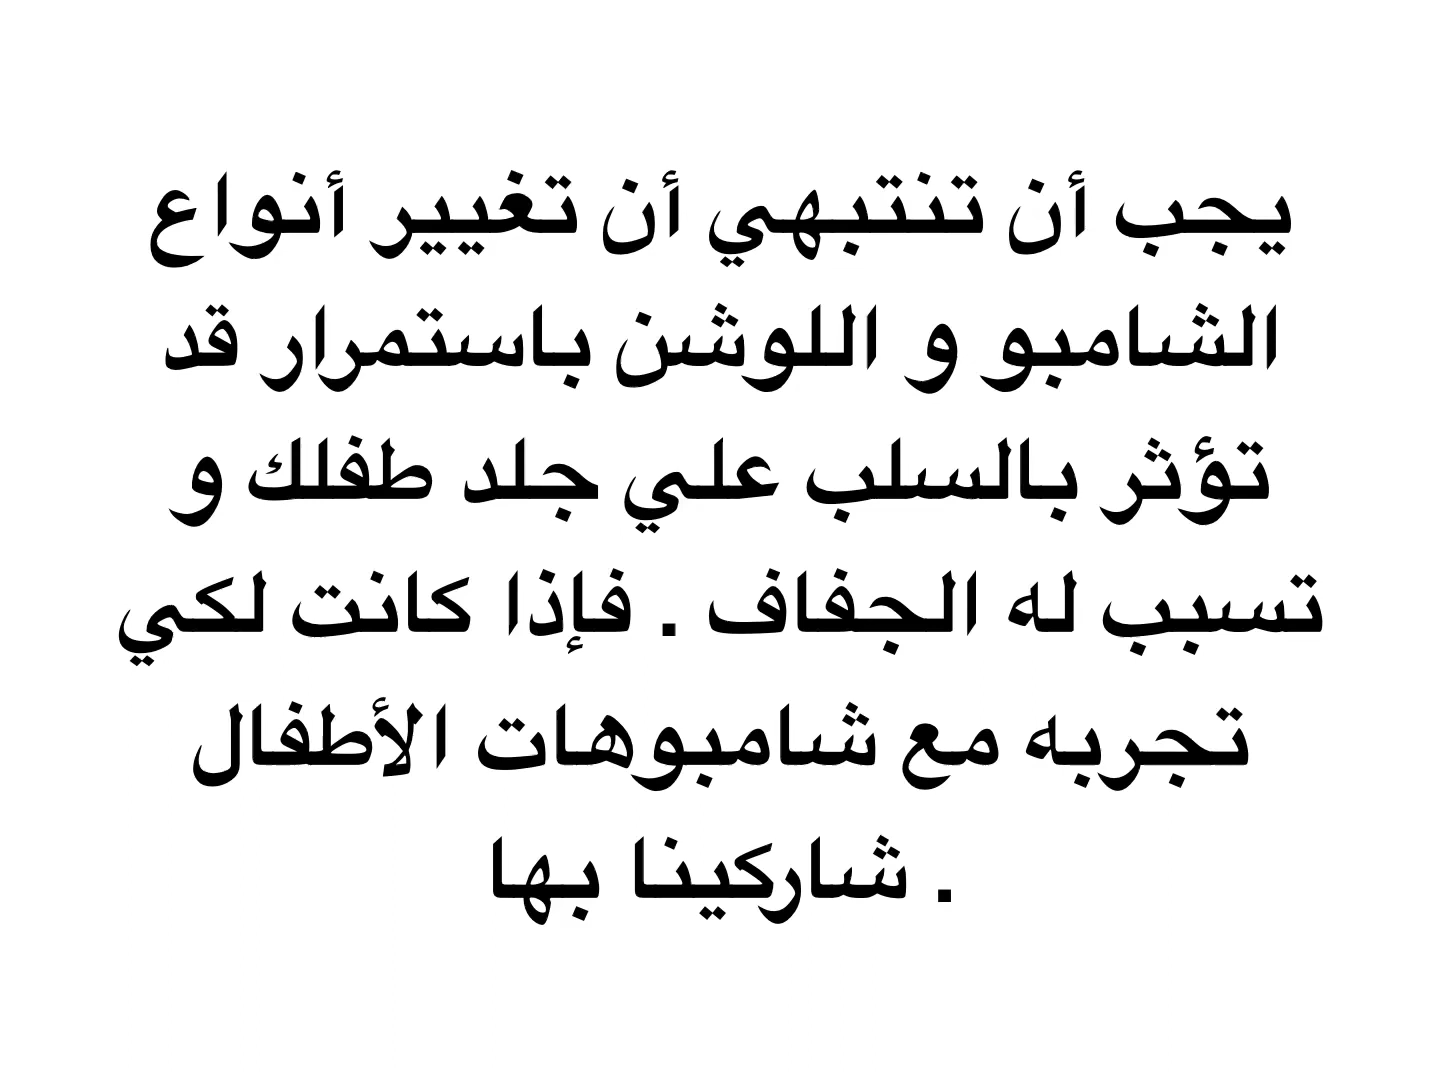 يجب أن تنتبهي أن تغيير أنواع
الشامبو و اللوشن باستمرار قد
تؤثر بالسلب علي جلد طفلك و
تسبب له الجفاف . فإذا كانت لكي
تجربه مع شامبوهات الأطفال
. شاركينا بها